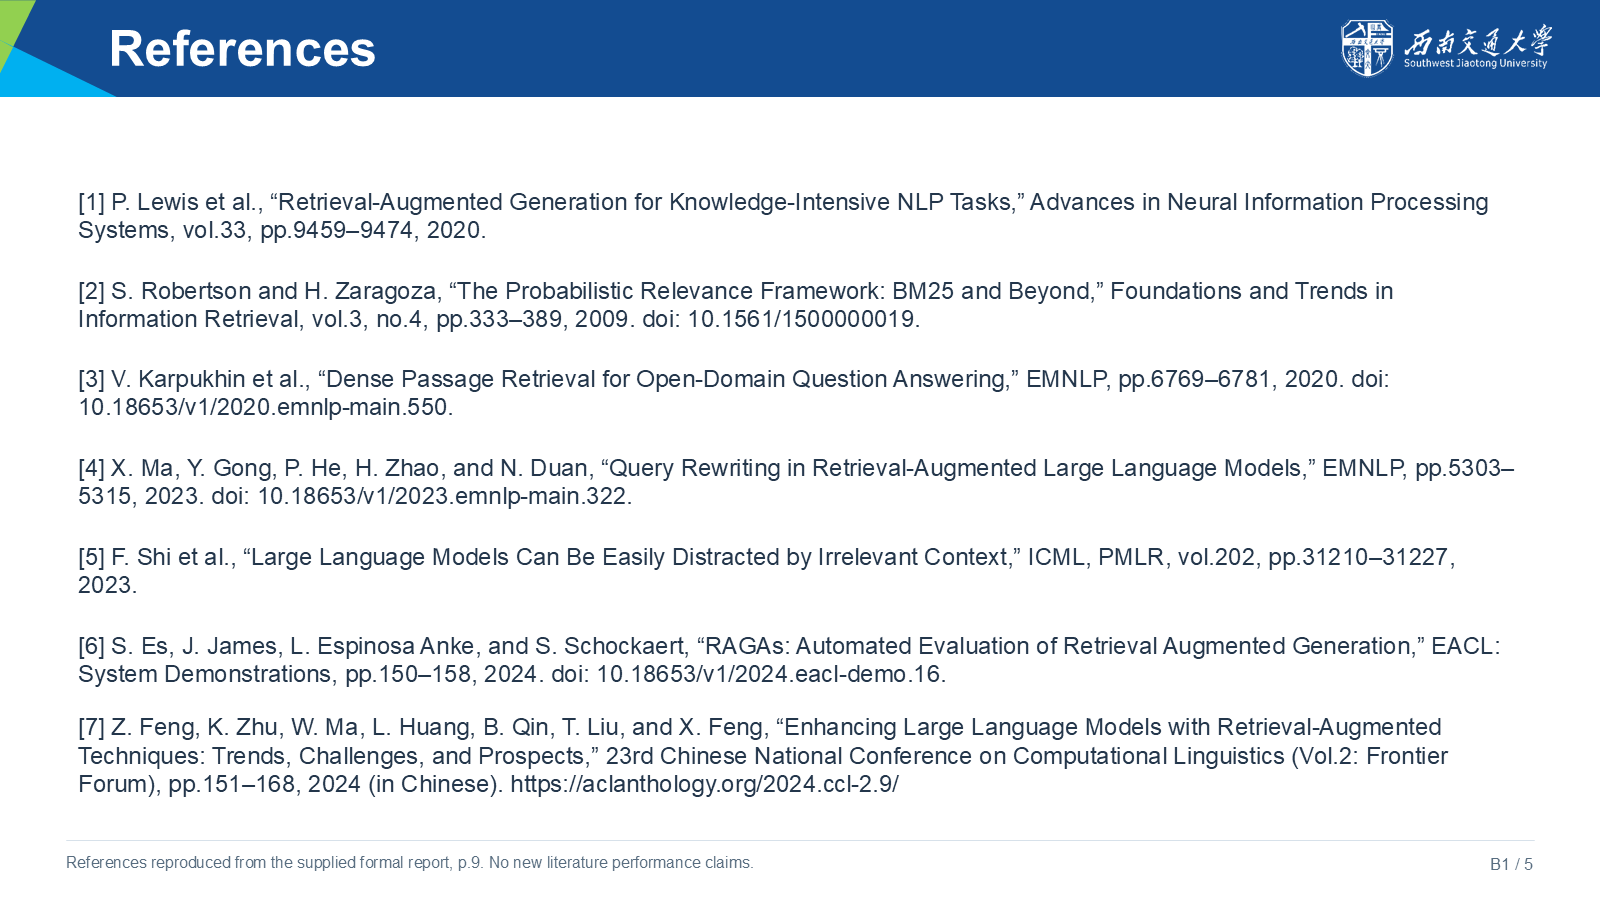 References
西南交通大学
Southwest Jiaotong University
[1] P. Lewis et al., “Retrieval-Augmented Generation for Knowledge-Intensive NLP Tasks,” Advances in Neural Information Processing
Systems, vol.33, pp.9459–9474, 2020.
[2] S. Robertson and H. Zaragoza, “The Probabilistic Relevance Framework: BM25 and Beyond,” Foundations and Trends in
Information Retrieval, vol.3, no.4, pp.333–389, 2009. doi: 10.1561/1500000019.
[3] V. Karpukhin et al., “Dense Passage Retrieval for Open-Domain Question Answering,” EMNLP, pp.6769–6781, 2020. doi:
10.18653/v1/2020.emnlp-main.550.
[4] X. Ma, Y. Gong, P. He, H. Zhao, and N. Duan, “Query Rewriting in Retrieval-Augmented Large Language Models,” EMNLP, pp.5303–
5315, 2023. doi: 10.18653/v1/2023.emnlp-main.322.
[5] F. Shi et al., “Large Language Models Can Be Easily Distracted by Irrelevant Context,” ICML, PMLR, vol.202, pp.31210–31227,
2023.
[6] S. Es, J. James, L. Espinosa Anke, and S. Schockaert, “RAGAs: Automated Evaluation of Retrieval Augmented Generation,” EACL:
System Demonstrations, pp.150–158, 2024. doi: 10.18653/v1/2024.eacl-demo.16.
[7] Z. Feng, K. Zhu, W. Ma, L. Huang, B. Qin, T. Liu, and X. Feng, “Enhancing Large Language Models with Retrieval-Augmented
Techniques: Trends, Challenges, and Prospects,” 23rd Chinese National Conference on Computational Linguistics (Vol.2: Frontier
Forum), pp.151–168, 2024 (in Chinese). https://aclanthology.org/2024.ccl-2.9/
References reproduced from the supplied formal report, p.9. No new literature performance claims.
B1 / 5